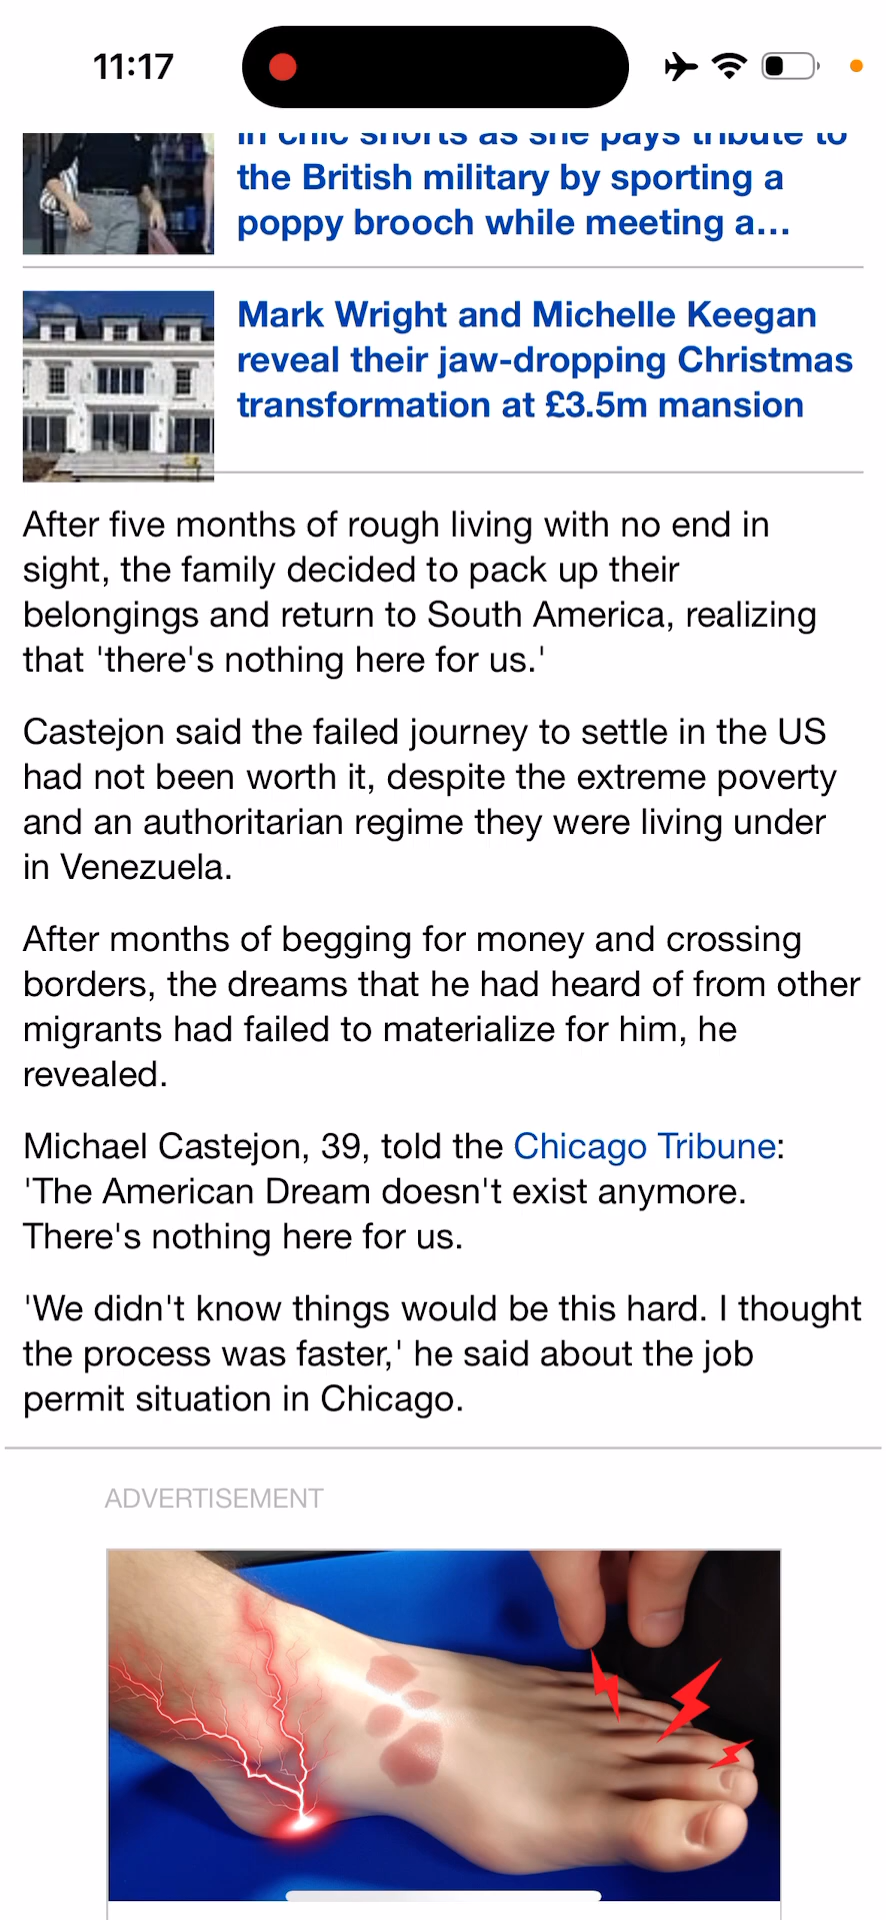 11:17
in chic shorts as she pays tribute to
the British military by sporting a
poppy brooch while meeting a...
Mark Wright and Michelle Keegan
reveal their jaw-dropping Christmas
transformation at £3.5m mansion
After five months of rough living with no end in
sight, the family decided to pack up their
belongings and return to South America, realizing
that 'there's nothing here for us.'
Castejon said the failed journey to settle in the US
had not been worth it, despite the extreme poverty
and an authoritarian regime they were living under
in Venezuela.
After months of begging for money and crossing
borders, the dreams that he had heard of from other
migrants had failed to materialize for him, he
revealed.
Michael Castejon, 39, told the Chicago Tribune:
'The American Dream doesn't exist anymore.
There's nothing here for us.
'We didn't know things would be this hard. I thought
the process was faster,' he said about the job
permit situation in Chicago.
ADVERTISEMENT